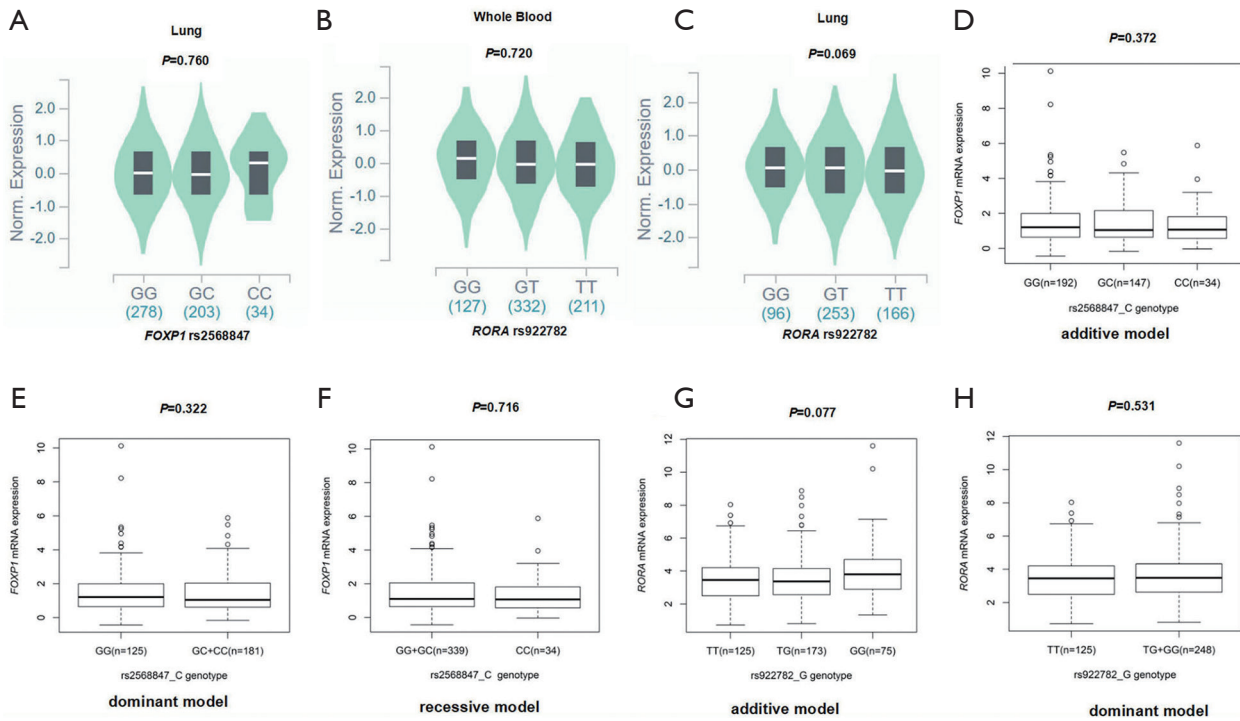 A
Lung
P=0.760
Norm. Expression
2.0
1.0
0.0
-1.0
-2.0
GG GC CC
(278) (203) (34)
FOXP1 rs2568847
B
Whole Blood
P=0.720
Norm. Expression
2.0
1.0
0.0
-1.0
-2.0
GG GT TT
(127) (332) (211)
RORA rs922782
C
Lung
P=0.069
Norm. Expression
2.0
1.0
0.0
-1.0
-2.0
GG GT TT
(96) (253) (166)
RORA rs922782
D
P=0.372
FOXP1 mRNA expression
10
8
6
4
2
0
GG(n=192) GC(n=147) CC(n=34)
rs2568847_C genotype
additive model
E
P=0.322
FOXP1 mRNA expression
10
8
6
4
2
0
GG(n=125) GC+CC(n=181)
rs2568847_C genotype
dominant model
F
P=0.716
FOXP1 mRNA expression
10
8
6
4
2
0
GG+GC(n=339) CC(n=34)
rs2568847_C genotype
recessive model
G
P=0.077
RORA mRNA expression
12
10
8
6
4
2
TT(n=125) TG(n=173) GG(n=75)
rs922782_G genotype
additive model
H
P=0.531
RORA mRNA expression
12
10
8
6
4
2
TT(n=125) TG+GG(n=248)
rs922782_G genotype
dominant model